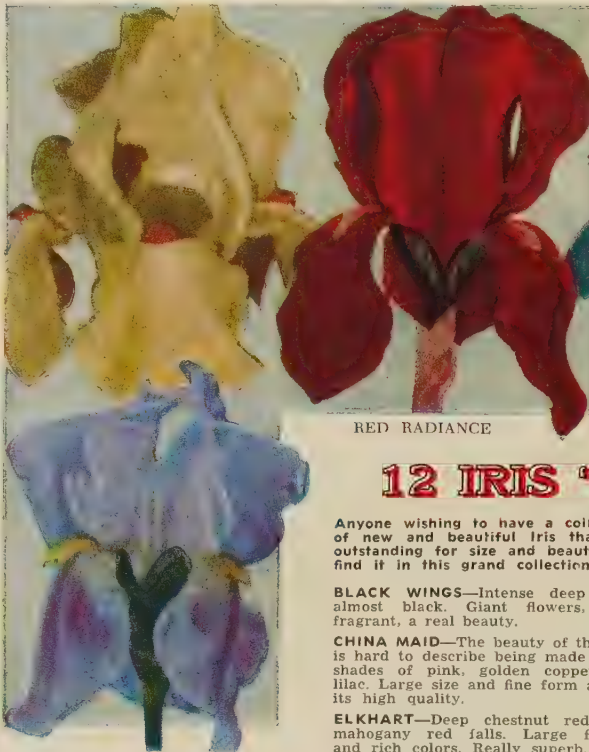 RED RADIANCE
12 IRIS "
Anyone wishing to have a coll
of new and beautiful Iris tha
outstanding for size and beaut
find it in this grand collection
BLACK WINGS—Intense deep
almost black. Giant flowers,
fragrant, a real beauty.
CHINA MAID—The beauty of th
is hard to describe being made
shades of pink, golden coppe
lilac. Large size and fine form a
its high quality.
ELKHART—Deep chestnut red
mahogany red falls. Large f
and rich colors. Really superb.